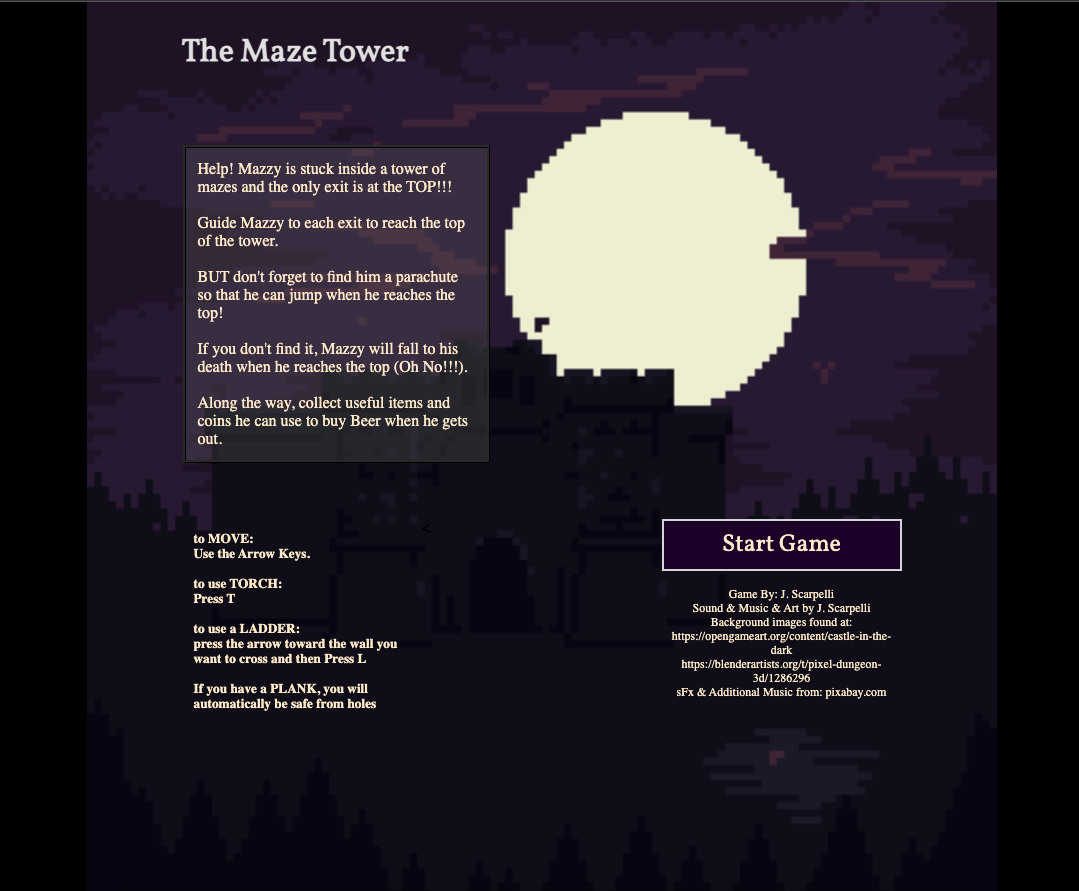 The Maze Tower
Help! Mazzy is stuck inside a tower of
mazes and the only exit is at the TOP!!!
Guide Mazzy to each exit to reach the top
of the tower.
BUT don't forget to find him a parachute
so that he can jump when he reaches the
top!
If you don't find it, Mazzy will fall to his
death when he reaches the top (Oh No!!!).
Along the way, collect useful items and
coins he can use to buy Beer when he gets
out.
<
to MOVE:
Use the Arrow Keys.
to use TORCH:
Press T
to use a LADDER:
press the arrow toward the wall you
want to cross and then Press L
If you have a PLANK, you will
automatically be safe from holes
Start Game
Game By: J. Scarpelli
Sound & Music & Art by J. Scarpelli
Background images found at:
https://opengameart.org/content/castle-in-the-
dark
https://blenderartists.org/t/pixel-dungeon-
3d/1286296
sFx & Additional Music from: pixabay.com